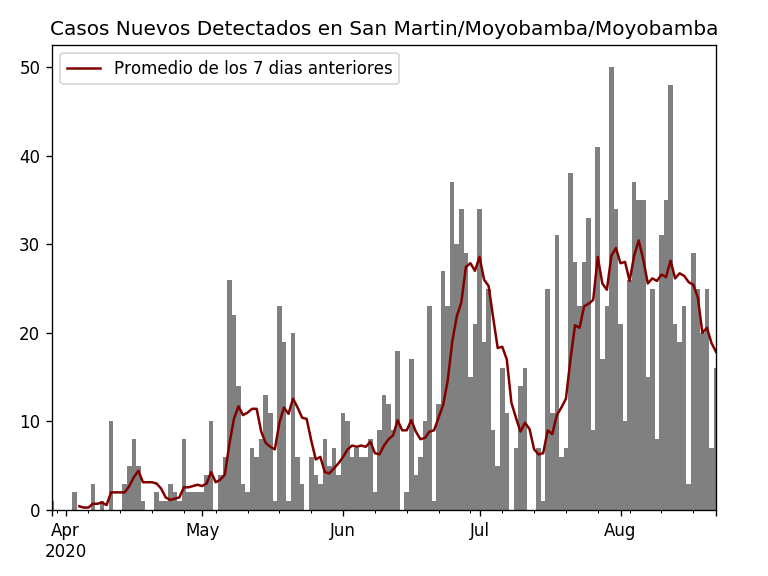 Casos Nuevos Detectados en San Martin/Moyobamba/Moyobamba
Promedio de los 7 dias anteriores
50
40
30
20
10
0
Apr May Jun Jul Aug
2020